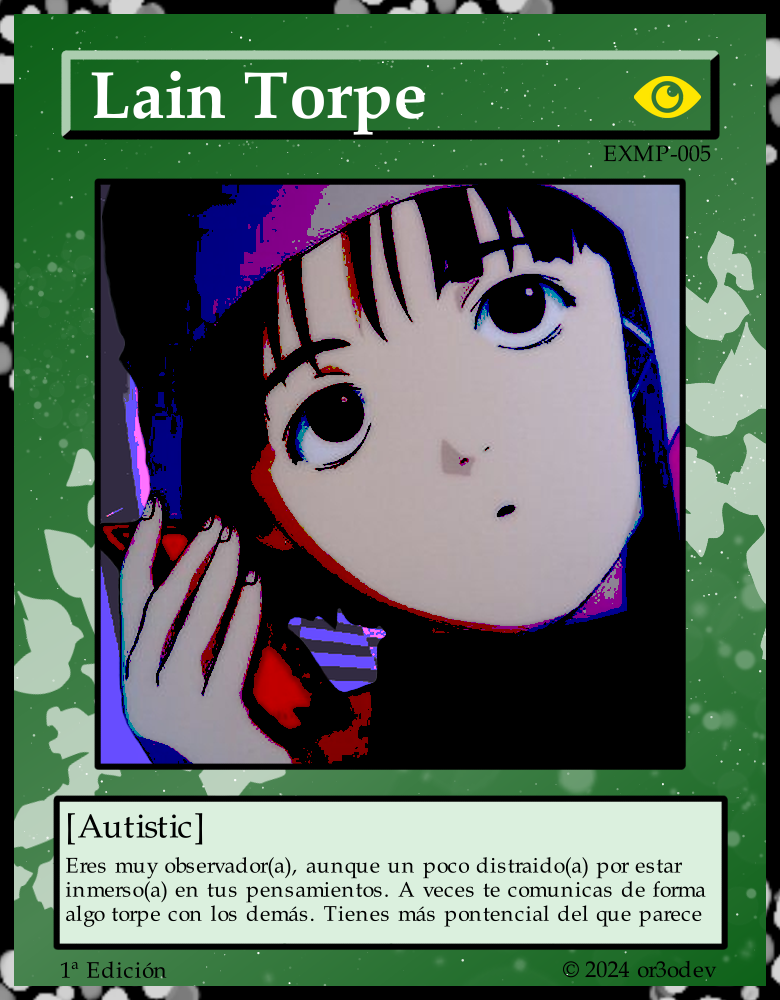 Lain Torpe
EXMP-005
[Autistic]
Eres muy observador(a), aunque un poco distraido(a) por estar
inmerso(a) en tus pensamientos. A veces te comunicas de forma
algo torpe con los demás. Tienes más pontencial del que parece
1ª Edición
© 2024 or3odev